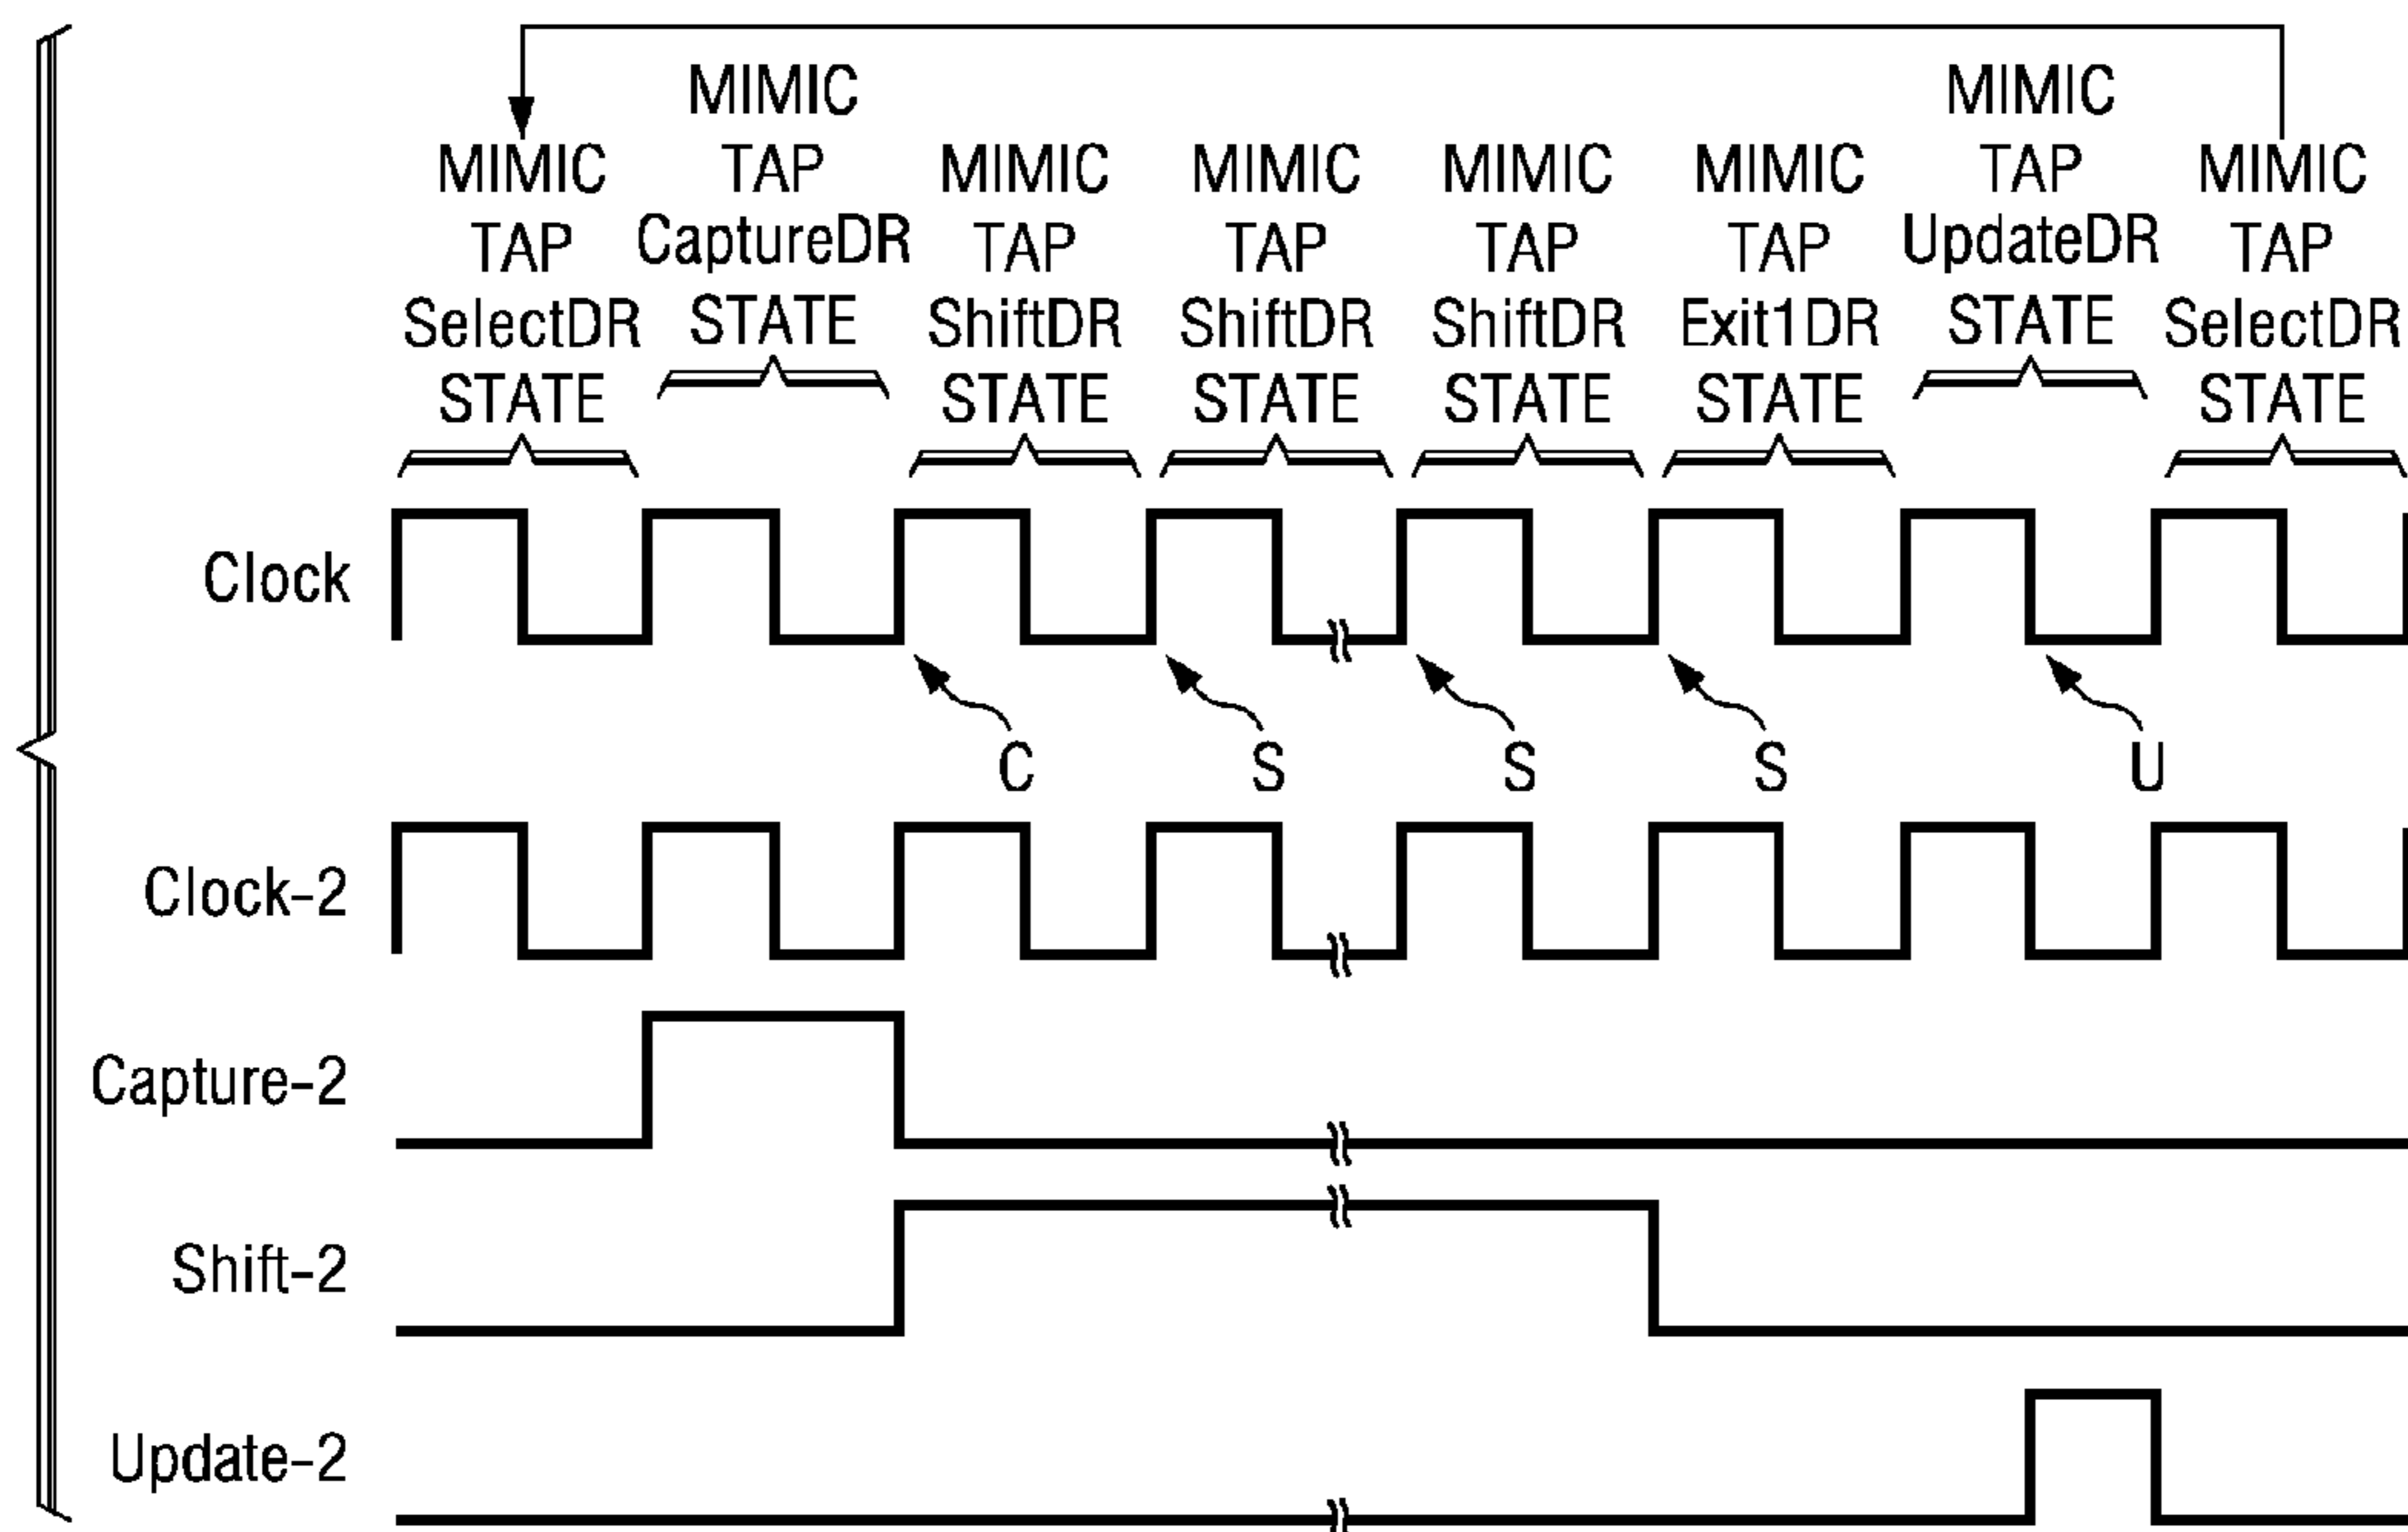 MIMIC
TAP
SelectDR
STATE
MIMIC
TAP
CaptureDR
STATE
MIMIC
TAP
ShiftDR
STATE
MIMIC
TAP
ShiftDR
STATE
MIMIC
TAP
ShiftDR
STATE
MIMIC
TAP
Exit1DR
STATE
MIMIC
TAP
UpdateDR
STATE
MIMIC
TAP
SelectDR
STATE
Clock
C
S
S
S
U
Clock-2
Capture-2
Shift-2
Update-2